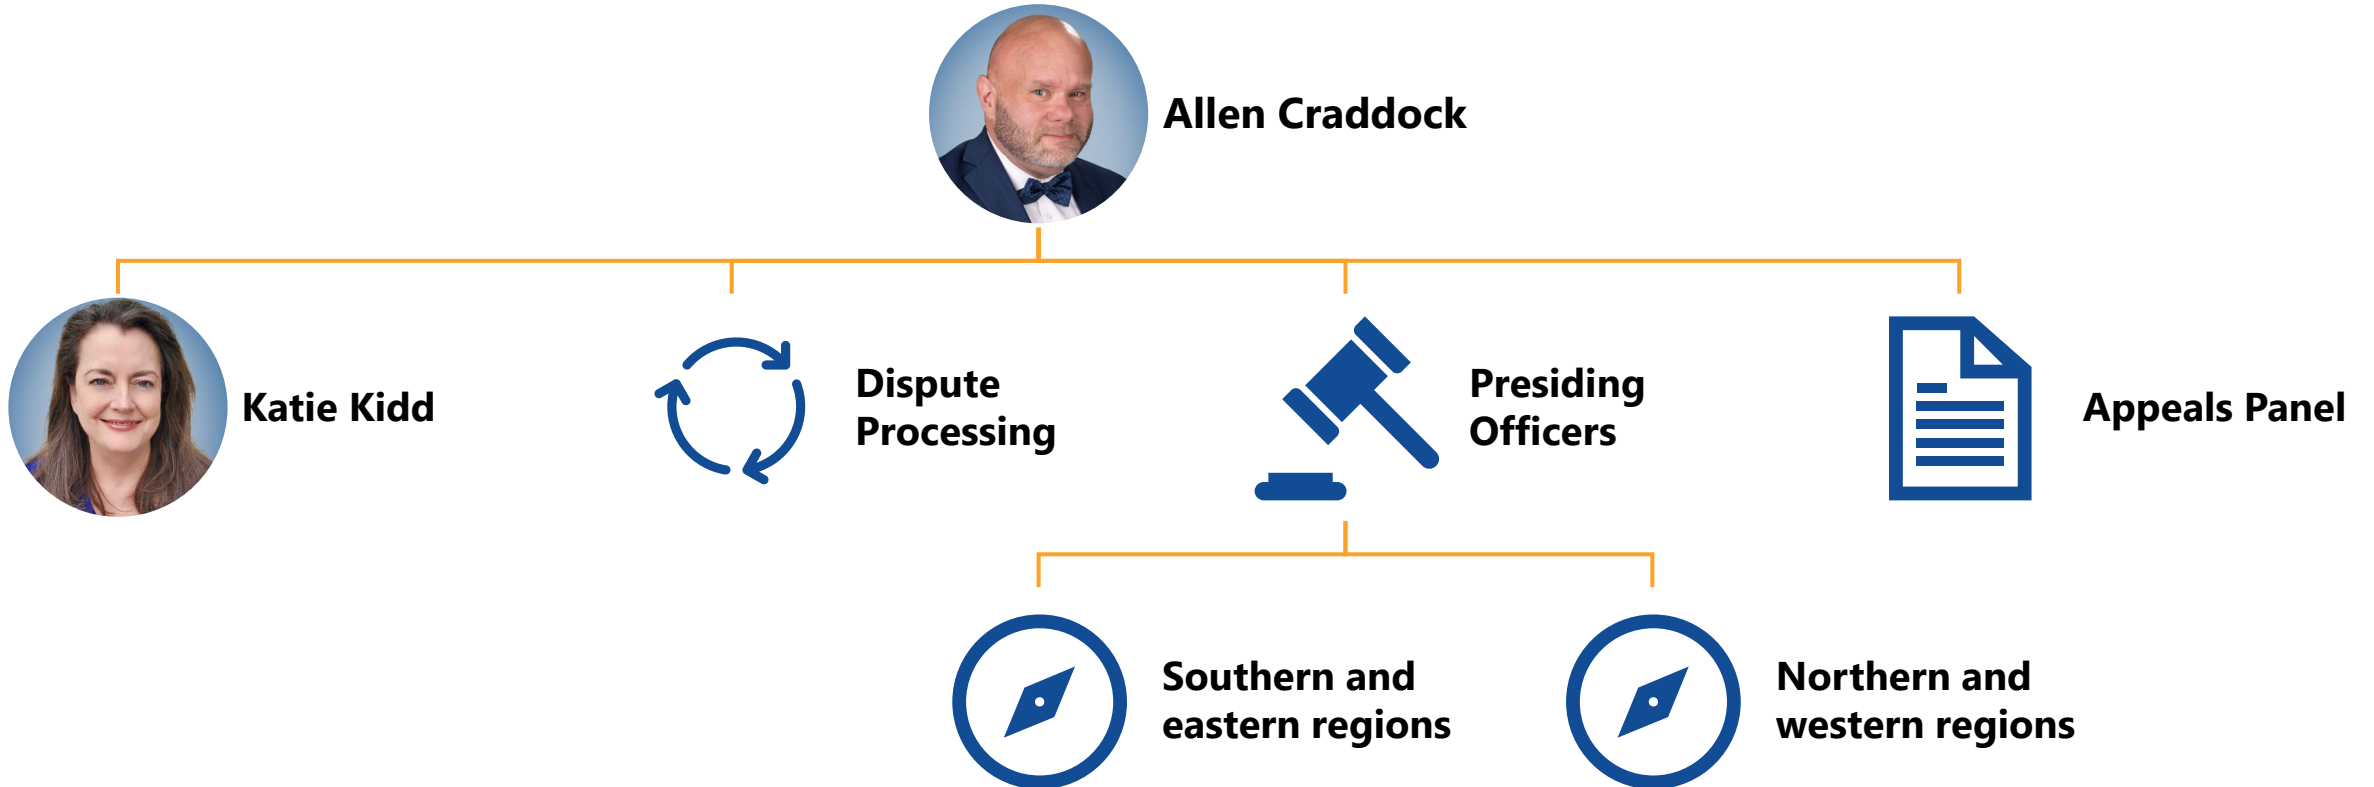 Allen Craddock
Katie Kidd
Dispute
Processing
Presiding
Officers
Appeals Panel
Southern and
eastern regions
Northern and
western regions